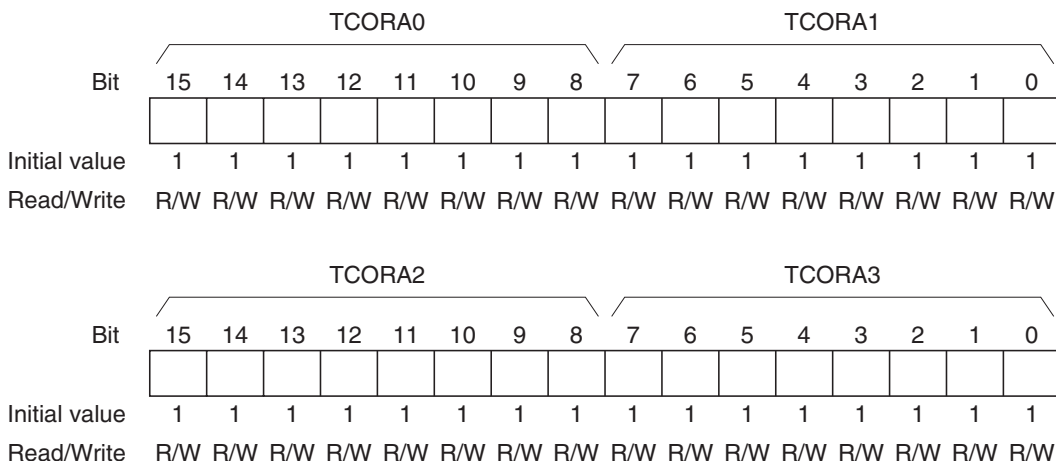 TCORA0 TCORA1
Bit 15 14 13 12 11 10 9 8 7 6 5 4 3 2 1 0
Initial value 1 1 1 1 1 1 1 1 1 1 1 1 1 1 1 1
Read/Write R/W R/W R/W R/W R/W R/W R/W R/W R/W R/W R/W R/W R/W R/W R/W R/W
TCORA2 TCORA3
Bit 15 14 13 12 11 10 9 8 7 6 5 4 3 2 1 0
Initial value 1 1 1 1 1 1 1 1 1 1 1 1 1 1 1 1
Read/Write R/W R/W R/W R/W R/W R/W R/W R/W R/W R/W R/W R/W R/W R/W R/W R/W